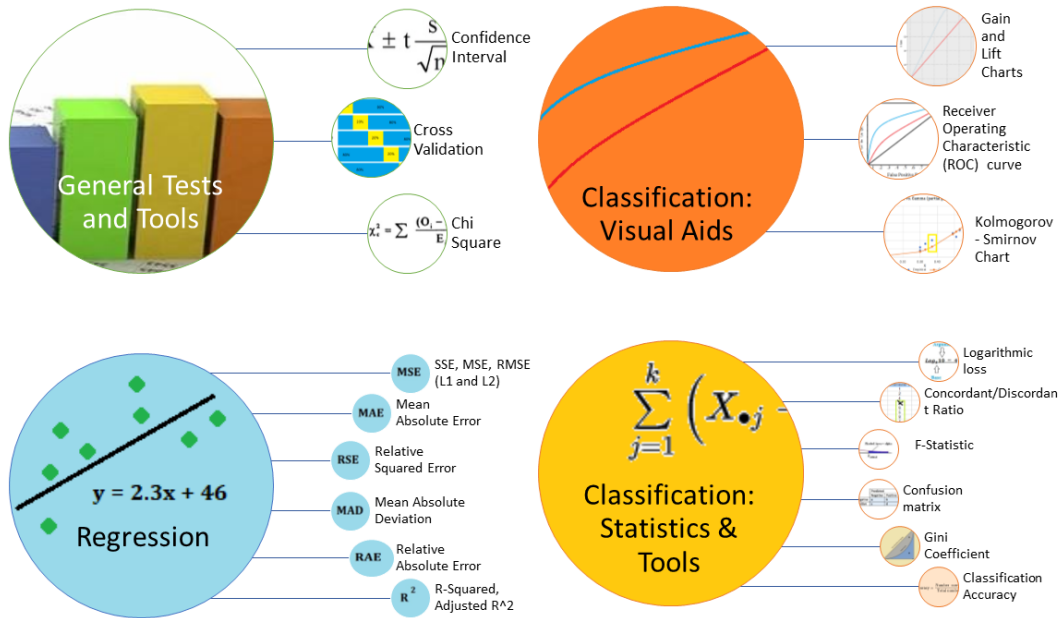 General Tests
and Tools
± t s
√n
Confidence
Interval
Cross
Validation
Chi
Square
Classification:
Visual Aids
Gain
and
Lift
Charts
Receiver
Operating
Characteristic
(ROC) curve
Kolmogorov
- Smirnov
Chart
y = 2.3x + 46
Regression
MSE
SSE, MSE, RMSE
(L1 and L2)
MAE
Mean
Absolute Error
RSE
Relative
Squared Error
MAD
Mean Absolute
Deviation
RAE
Relative
Absolute Error
R²
R-Squared,
Adjusted R^2
k
∑ (X•j -
j=1
Classification:
Statistics &
Tools
Logarithmic
loss
Concordant/Discordan
t Ratio
F-Statistic
Confusion
matrix
Gini
Coefficient
Classification
Accuracy